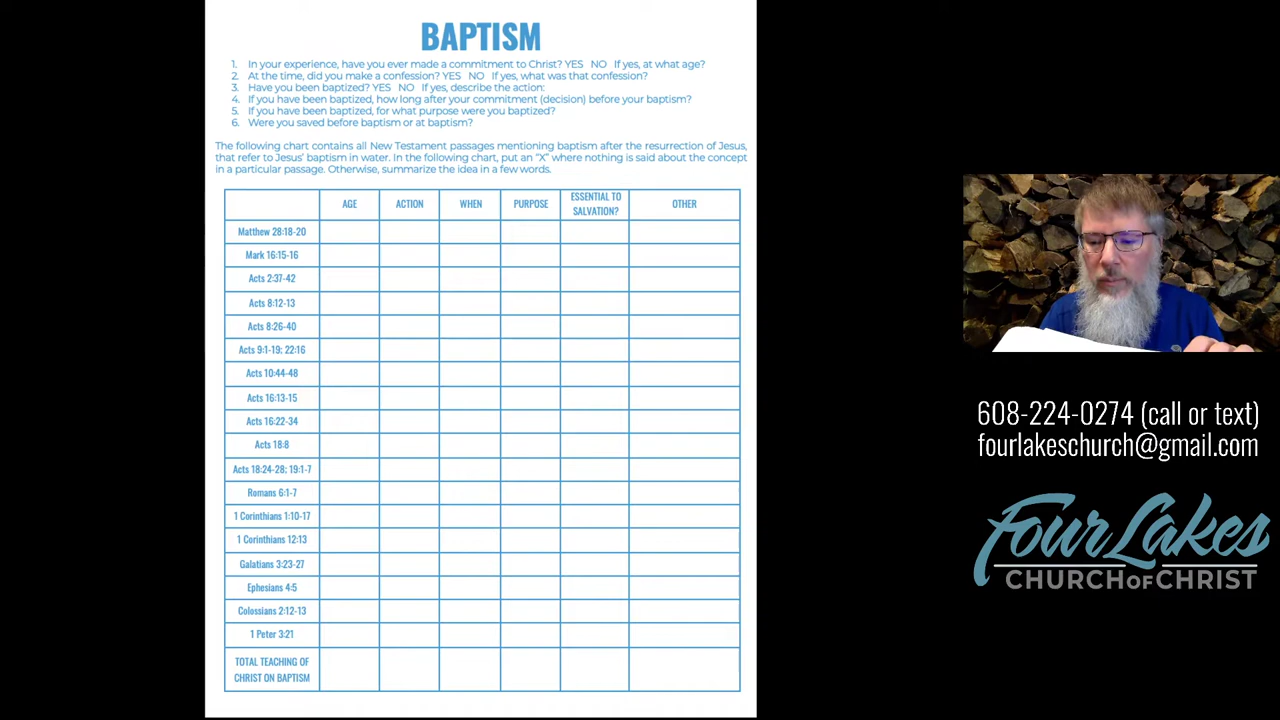 BAPTISM
1. In your experience, have you ever made a commitment to Christ? YES NO If yes, at what age?
2. At the time, did you make a confession? YES NO If yes, what was that confession?
3. Have you been baptized? YES NO If yes, describe the action:
4. If you have been baptized, how long after your commitment (decision) before your baptism?
5. If you have been baptized, for what purpose were you baptized?
6. Were you saved before baptism or at baptism?
The following chart contains all New Testament passages mentioning baptism after the resurrection of Jesus,
that refer to Jesus' baptism in water. In the following chart, put an "X" where nothing is said about the concept
in a particular passage. Otherwise, summarize the idea in a few words.
AGE ACTION WHEN PURPOSE ESSENTIAL TO SALVATION? OTHER
Matthew 28:18-20
Mark 16:15-16
Acts 2:37-42
Acts 8:12-13
Acts 8:26-40
Acts 9:1-19; 22:16
Acts 10:44-48
Acts 16:13-15
Acts 16:22-34
Acts 18:8
Acts 18:24-28; 19:1-7
Romans 6:1-7
1 Corinthians 1:10-17
1 Corinthians 12:13
Galatians 3:23-27
Ephesians 4:5
Colossians 2:12-13
1 Peter 3:21
TOTAL TEACHING OF
CHRIST ON BAPTISM
608-224-0274 (call or text)
fourlakeschurch@gmail.com
Four Lakes
CHURCH OF CHRIST